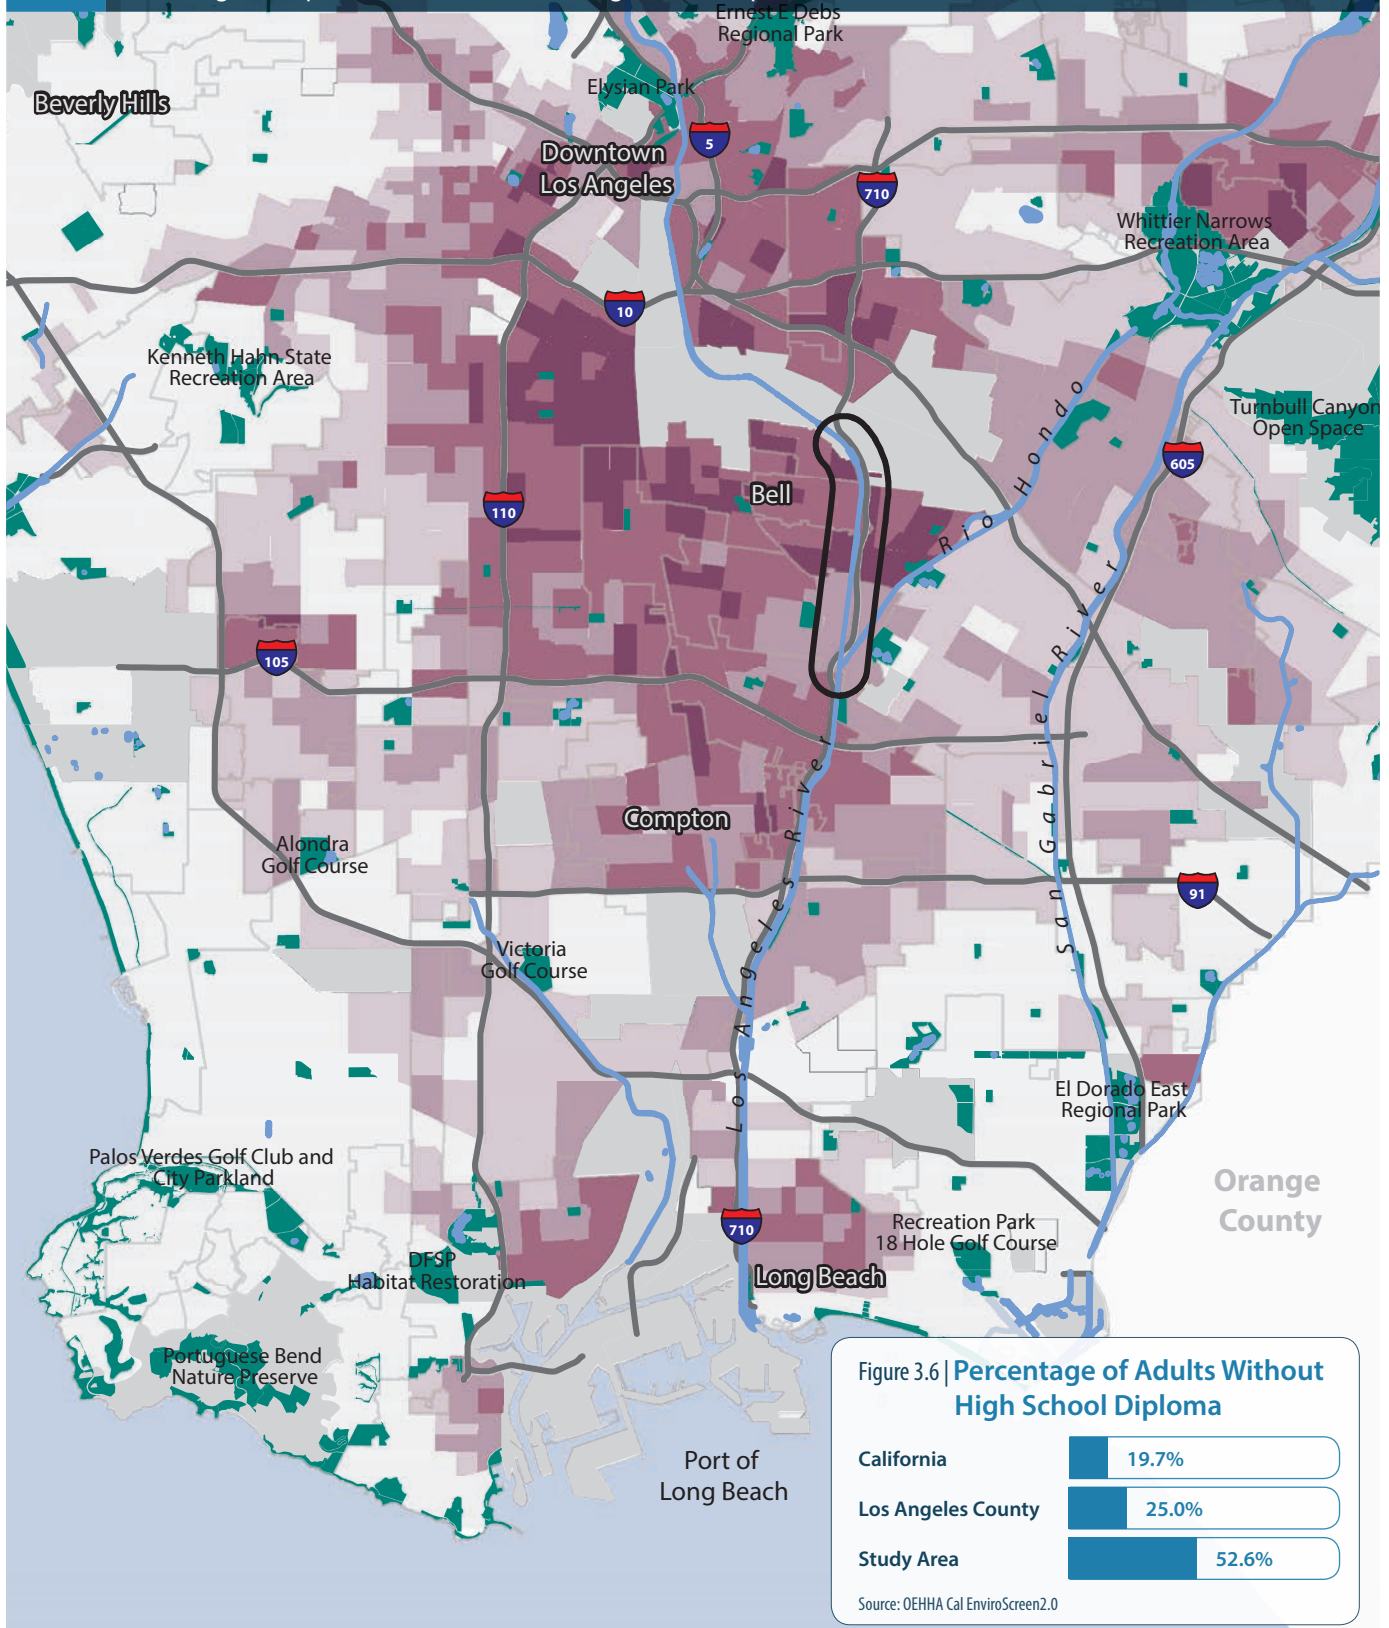 Ernest E Debs
Regional Park
Elysian Park
Beverly Hills
5
Downtown
Los Angeles
710
Whittier Narrows
Recreation Area
10
Kenneth Hahn State
Recreation Area
Rio Hondo
Turnbull Canyon
Open Space
605
Bell
110
San Gabriel River
105
Los Angeles River
Compton
Alondra
Golf Course
91
Victoria
Golf Course
El Dorado East
Regional Park
Palos Verdes Golf Club and
City Parkland
Orange
County
710
Recreation Park
18 Hole Golf Course
DFSP
Habitat Restoration
Long Beach
Portuguese Bend
Nature Preserve
Port of
Long Beach
Figure 3.6 | Percentage of Adults Without
High School Diploma
California 19.7%
Los Angeles County 25.0%
Study Area 52.6%
Source: OEHHA Cal EnviroScreen2.0